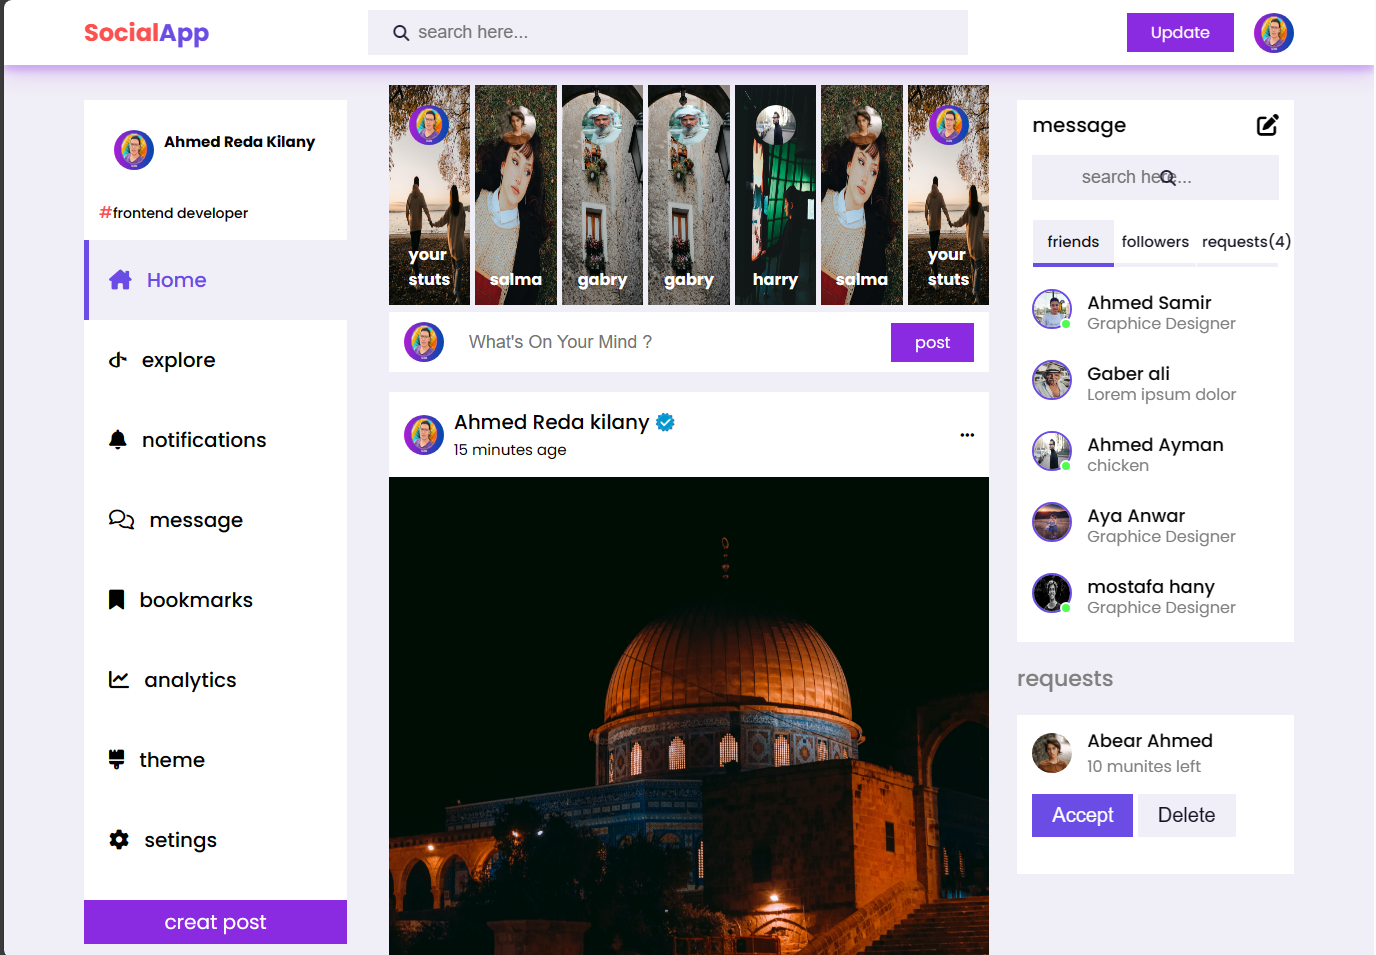 SocialApp
search here...
Update
Ahmed Reda Kilany
#frontend developer
Home
explore
notifications
message
bookmarks
analytics
theme
setings
creat post
your
stuts
salma
gabry
gabry
harry
salma
your
stuts
What's On Your Mind ?
post
Ahmed Reda kilany
15 minutes ago
message
search here...
friends
followers
requests(4)
Ahmed Samir
Graphice Designer
Gaber ali
Lorem ipsum dolor
Ahmed Ayman
chicken
Aya Anwar
Graphice Designer
mostafa hany
Graphice Designer
requests
Abear Ahmed
10 munites left
Accept
Delete